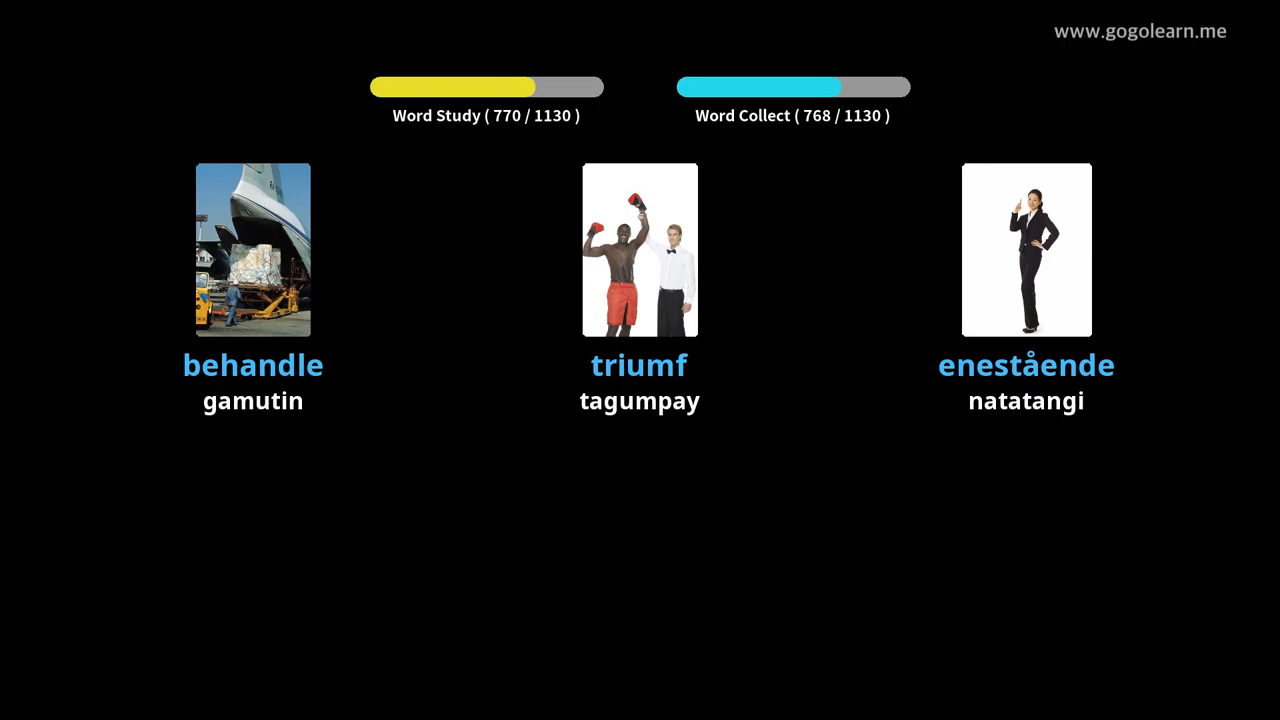 www.gogolearn.me
Word Study ( 770 / 1130 )
Word Collect ( 768 / 1130 )
behandle
gamutin
triumf
tagumpay
enestående
natatangi